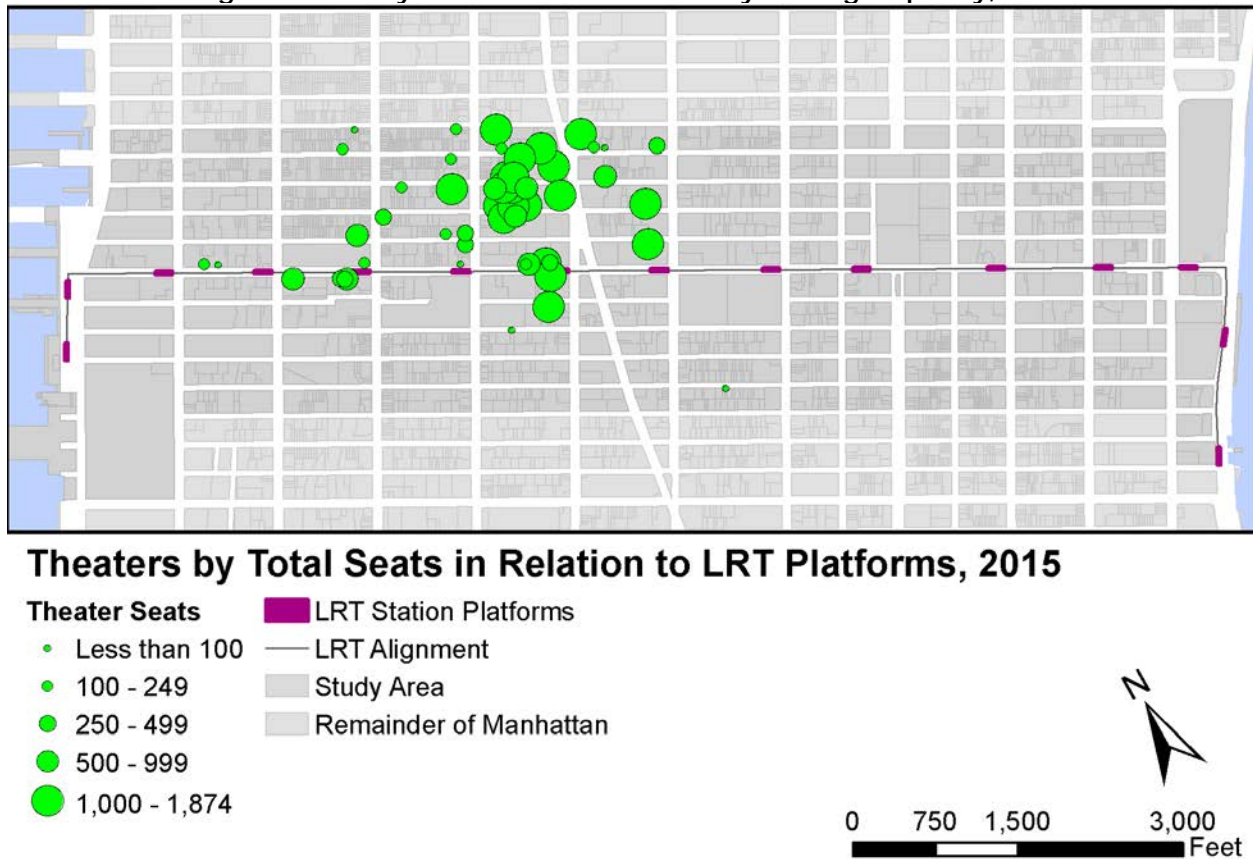 Theaters by Total Seats in Relation to LRT Platforms, 2015
Theater Seats
Less than 100
100 - 249
250 - 499
500 - 999
1,000 - 1,874
LRT Station Platforms
LRT Alignment
Study Area
Remainder of Manhattan
N
0 750 1,500 3,000
Feet